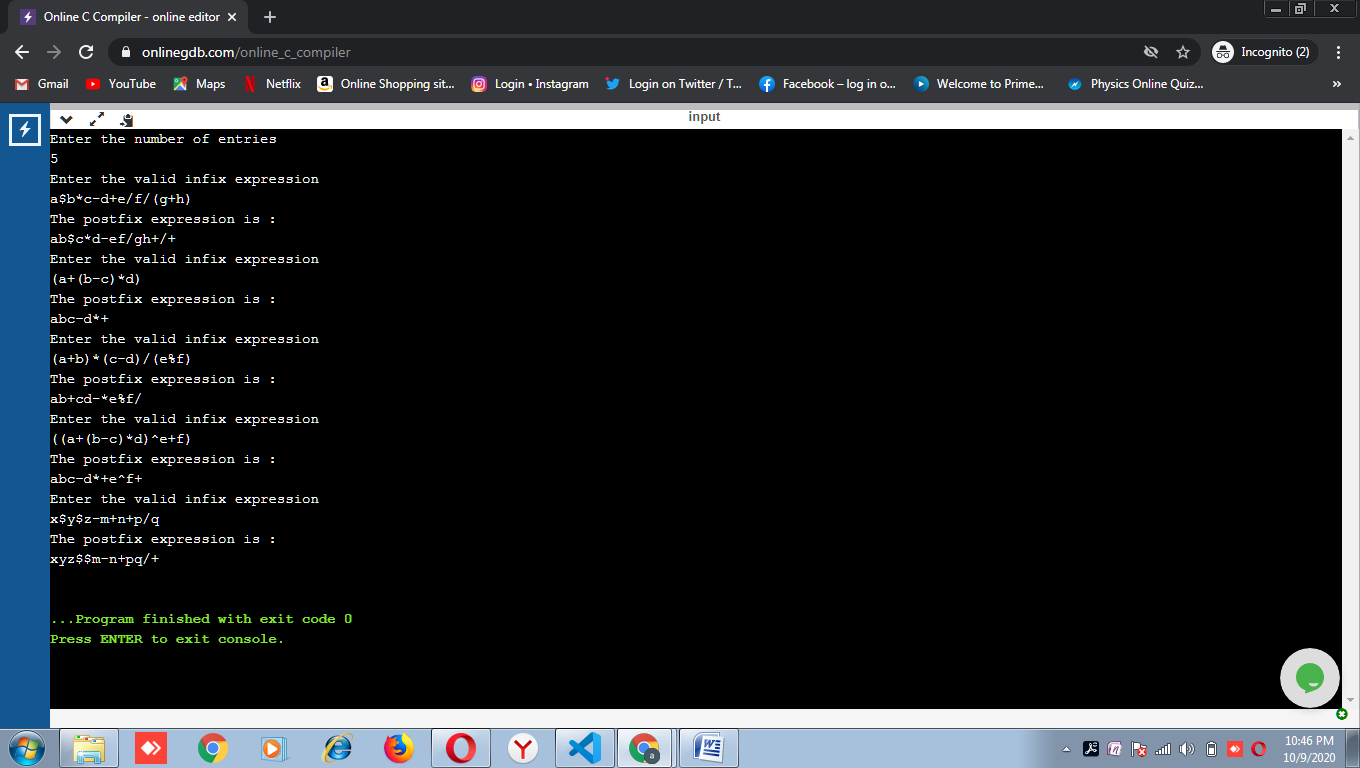 Online C Compiler - online editor
onlinegdb.com/online_c_compiler
Incognito (2)
Gmail
YouTube
Maps
Netflix
Online Shopping sit...
Login • Instagram
Login on Twitter / T...
Facebook – log in o...
Welcome to Prime...
Physics Online Quiz...
»
input
Enter the number of entries
5
Enter the valid infix expression
a$b*c-d+e/f/(g+h)
The postfix expression is :
ab$c*d-ef/gh+/+
Enter the valid infix expression
(a+(b-c)*d)
The postfix expression is :
abc-d*+
Enter the valid infix expression
(a+b)*(c-d)/(e%f)
The postfix expression is :
ab+cd-*e%f/
Enter the valid infix expression
((a+(b-c)*d)^e+f)
The postfix expression is :
abc-d*+e^f+
Enter the valid infix expression
x$y$z-m+n+p/q
The postfix expression is :
xyz$$m-n+pq/+
...Program finished with exit code 0
Press ENTER to exit console.
10:46 PM
10/9/2020